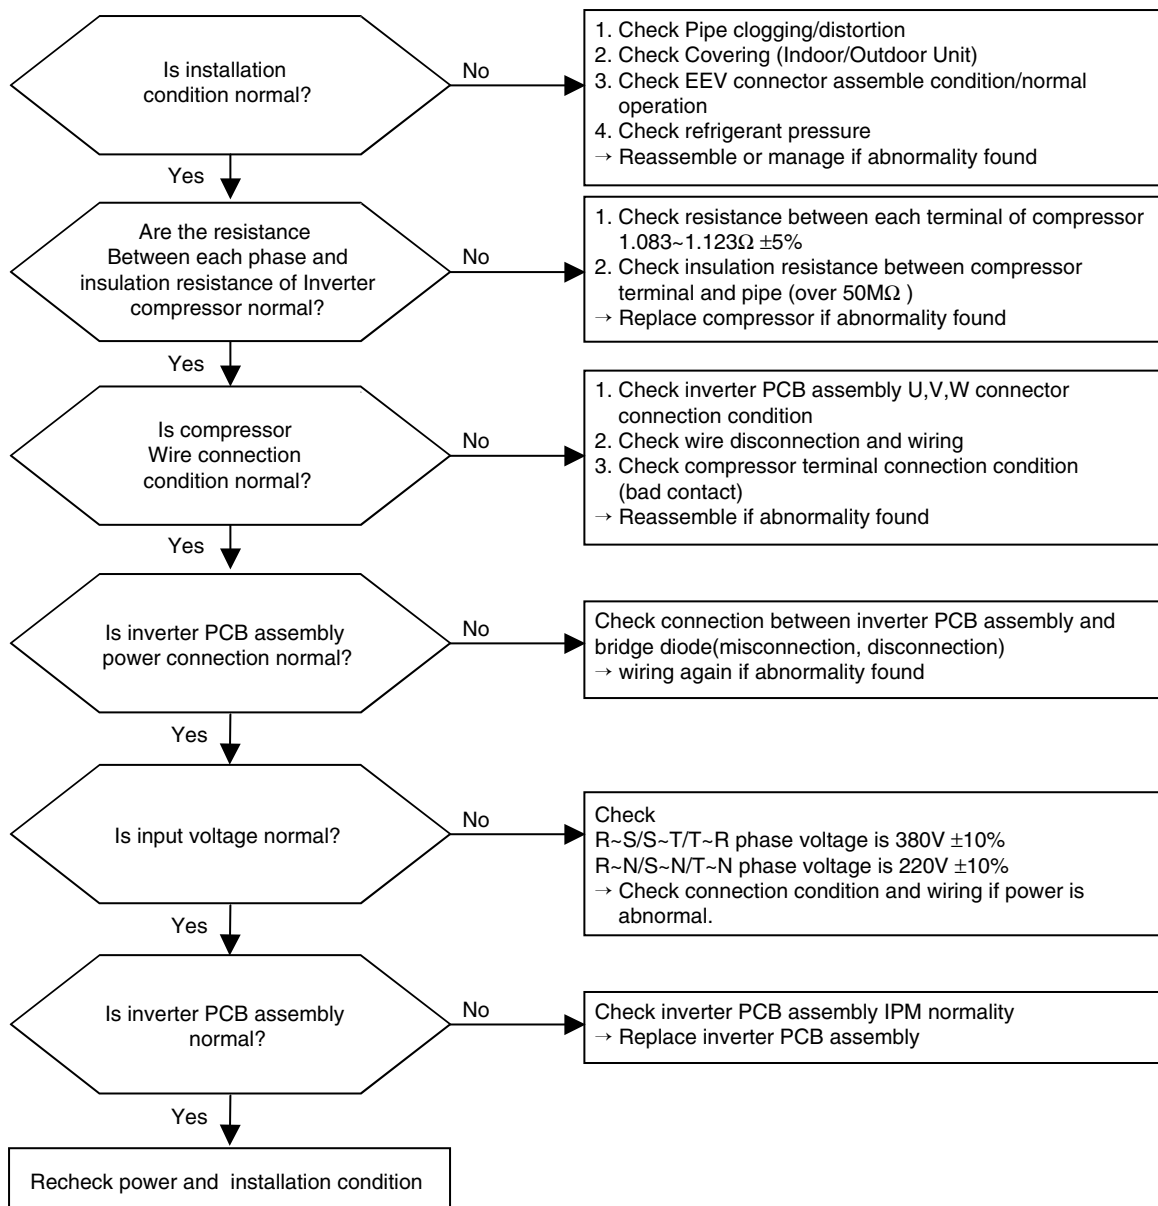 Is installation
condition normal?
No
1. Check Pipe clogging/distortion
2. Check Covering (Indoor/Outdoor Unit)
3. Check EEV connector assemble condition/normal
operation
4. Check refrigerant pressure
→ Reassemble or manage if abnormality found
Yes
Are the resistance
Between each phase and
insulation resistance of Inverter
compressor normal?
No
1. Check resistance between each terminal of compressor
1.083~1.123Ω ±5%
2. Check insulation resistance between compressor
terminal and pipe (over 50MΩ )
→ Replace compressor if abnormality found
Yes
Is compressor
Wire connection
condition normal?
No
1. Check inverter PCB assembly U,V,W connector
connection condition
2. Check wire disconnection and wiring
3. Check compressor terminal connection condition
(bad contact)
→ Reassemble if abnormality found
Yes
Is inverter PCB assembly
power connection normal?
No
Check connection between inverter PCB assembly and
bridge diode(misconnection, disconnection)
→ wiring again if abnormality found
Yes
Is input voltage normal?
No
Check
R~S/S~T/T~R phase voltage is 380V ±10%
R~N/S~N/T~N phase voltage is 220V ±10%
→ Check connection condition and wiring if power is
abnormal.
Yes
Is inverter PCB assembly
normal?
No
Check inverter PCB assembly IPM normality
→ Replace inverter PCB assembly
Yes
Recheck power and installation condition